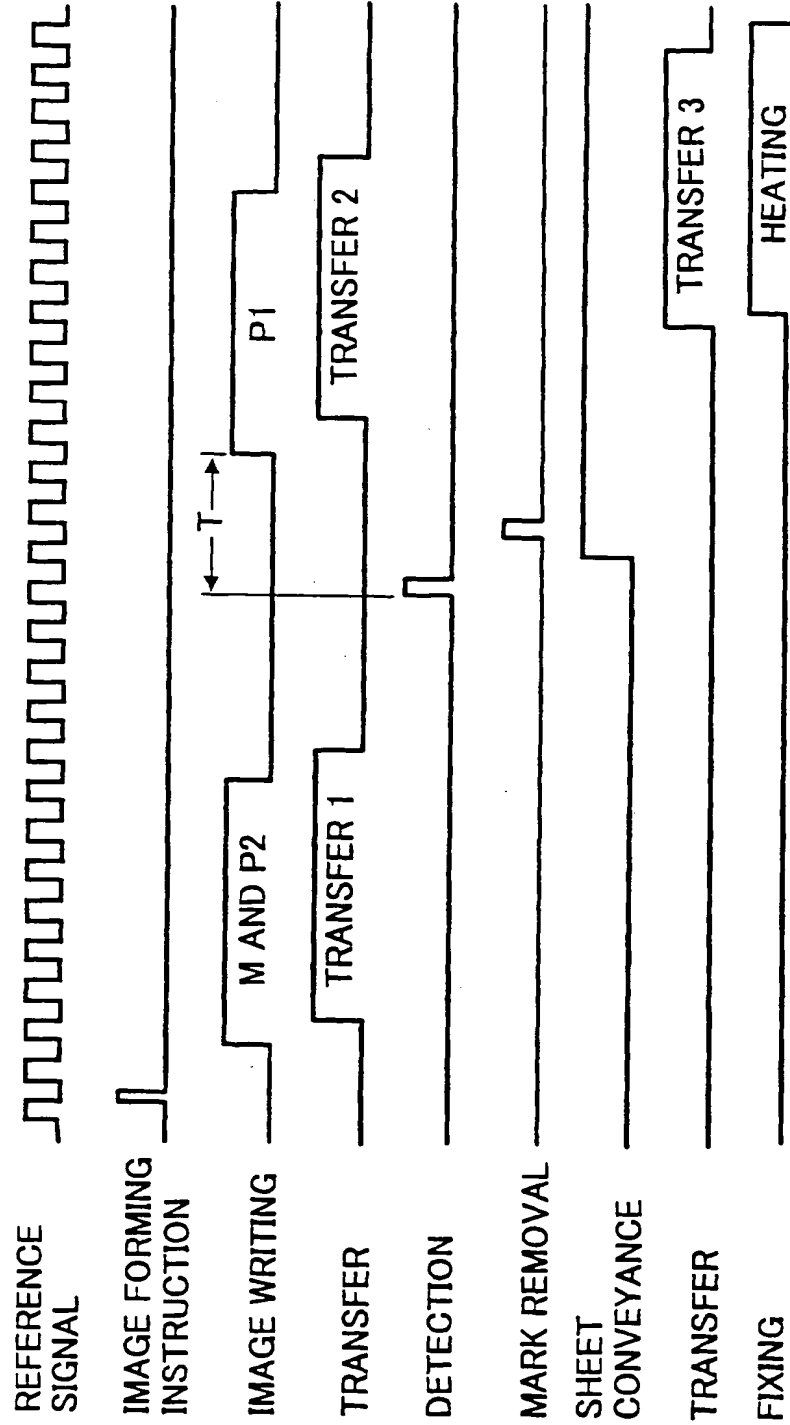 REFERENCE
SIGNAL
IMAGE FORMING
INSTRUCTION
IMAGE WRITING
M AND P2
T
P1
TRANSFER
TRANSFER 1
TRANSFER 2
DETECTION
MARK REMOVAL
SHEET
CONVEYANCE
TRANSFER
TRANSFER 3
FIXING
HEATING